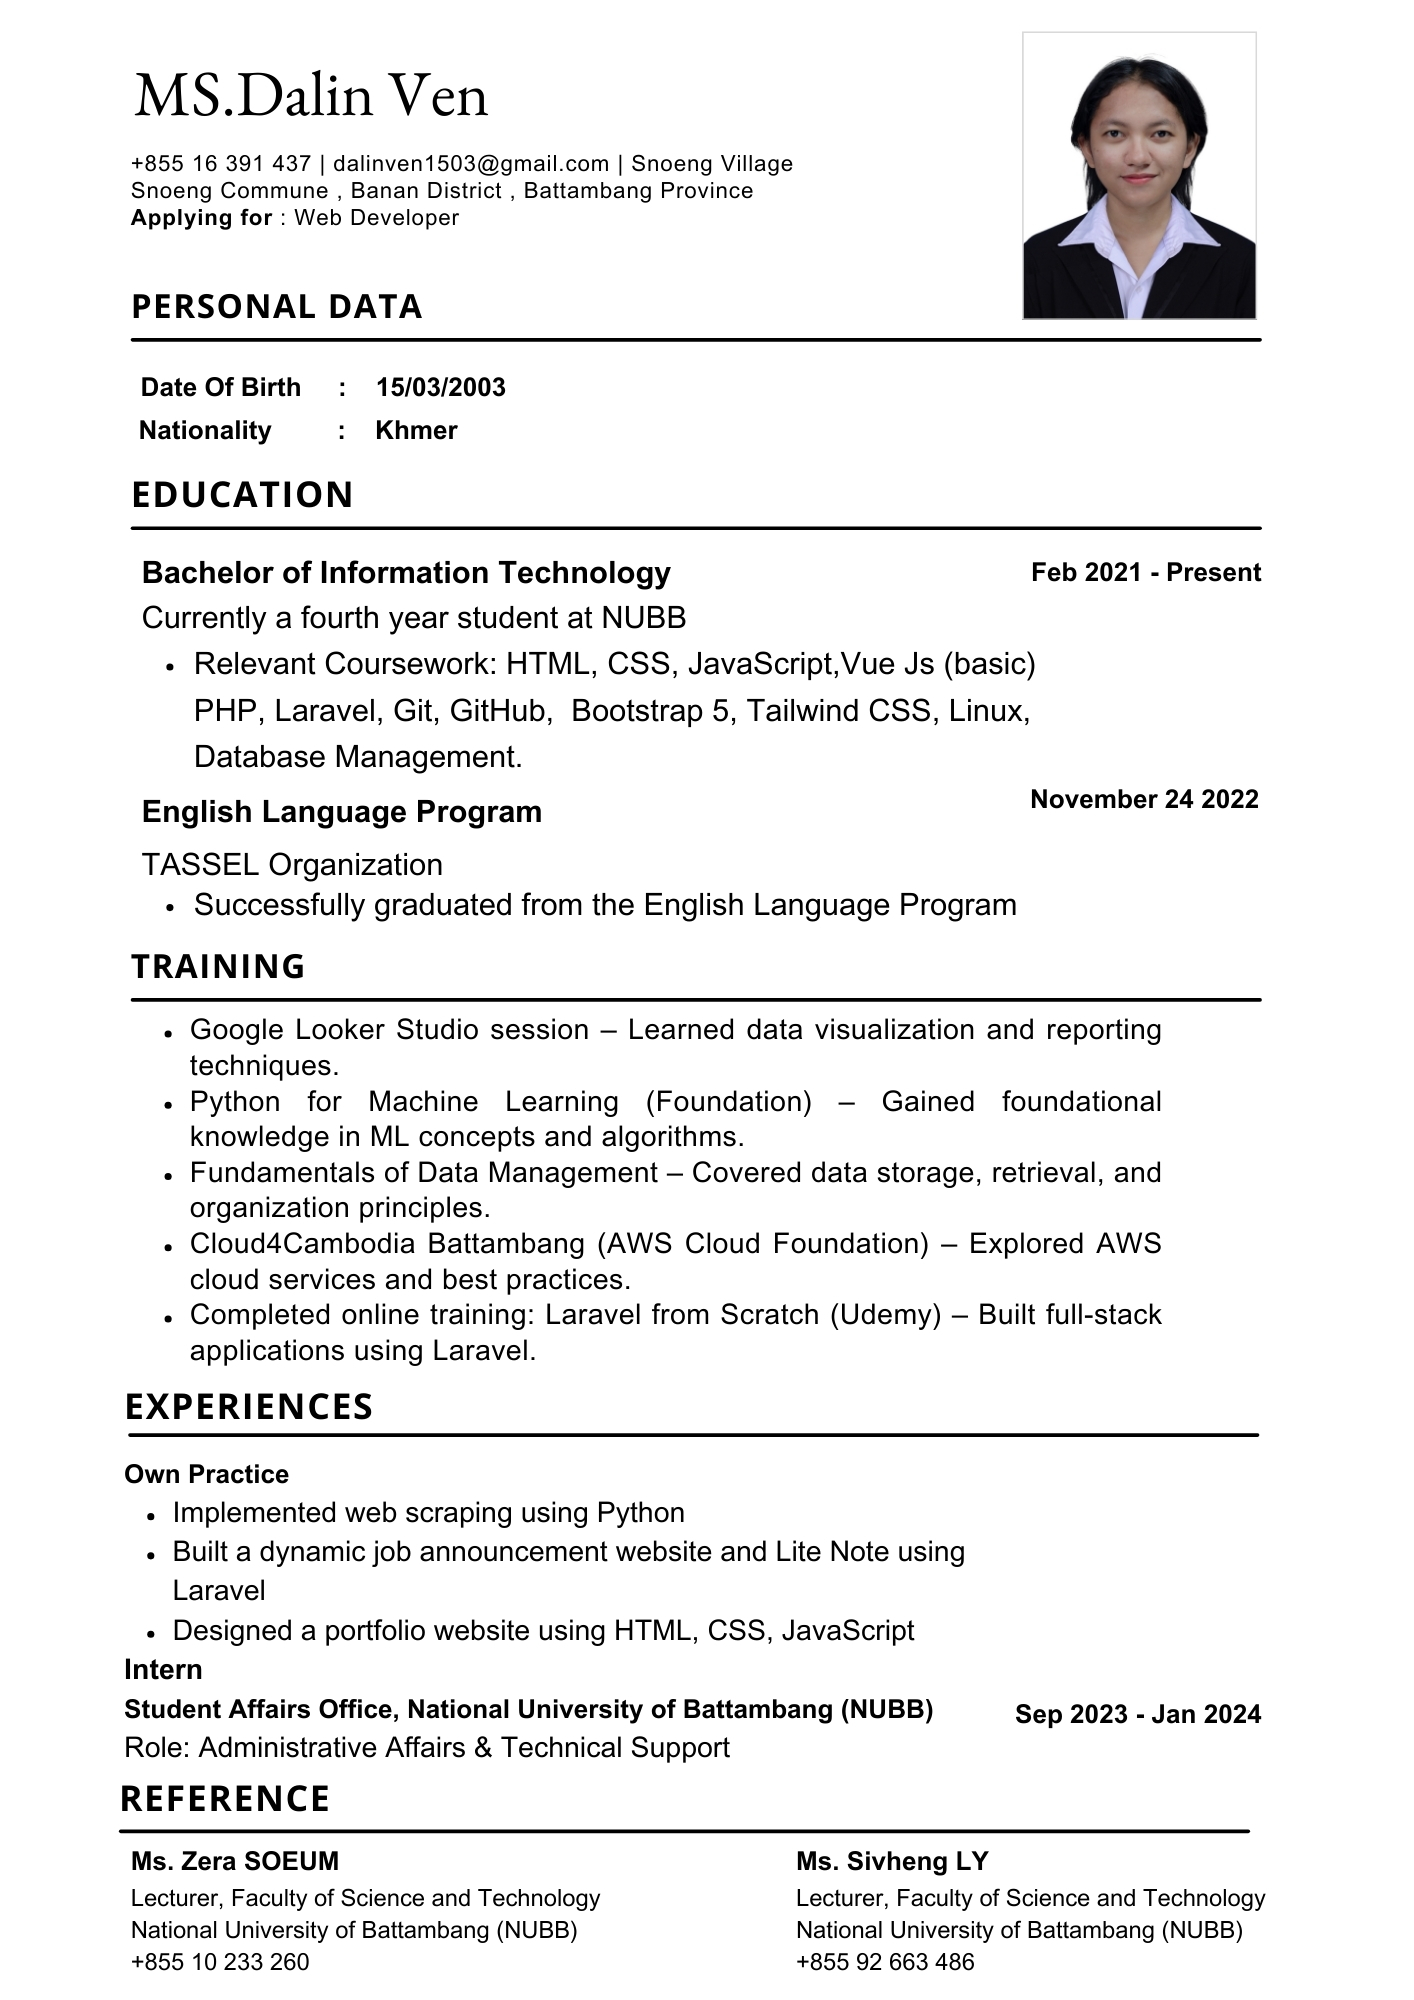 MS.Dalin Ven
+855 16 391 437 | dalinven1503@gmail.com | Snoeng Village
Snoeng Commune , Banan District , Battambang Province
Applying for : Web Developer
PERSONAL DATA
Date Of Birth : 15/03/2003
Nationality : Khmer
EDUCATION
Bachelor of Information Technology Feb 2021 - Present
Currently a fourth year student at NUBB
• Relevant Coursework: HTML, CSS, JavaScript,Vue Js (basic)
PHP, Laravel, Git, GitHub, Bootstrap 5, Tailwind CSS, Linux,
Database Management.
English Language Program November 24 2022
TASSEL Organization
• Successfully graduated from the English Language Program
TRAINING
• Google Looker Studio session – Learned data visualization and reporting
techniques.
• Python for Machine Learning (Foundation) – Gained foundational
knowledge in ML concepts and algorithms.
• Fundamentals of Data Management – Covered data storage, retrieval, and
organization principles.
• Cloud4Cambodia Battambang (AWS Cloud Foundation) – Explored AWS
cloud services and best practices.
• Completed online training: Laravel from Scratch (Udemy) – Built full-stack
applications using Laravel.
EXPERIENCES
Own Practice
• Implemented web scraping using Python
• Built a dynamic job announcement website and Lite Note using
Laravel
• Designed a portfolio website using HTML, CSS, JavaScript
Intern
Student Affairs Office, National University of Battambang (NUBB) Sep 2023 - Jan 2024
Role: Administrative Affairs & Technical Support
REFERENCE
Ms. Zera SOEUM
Lecturer, Faculty of Science and Technology
National University of Battambang (NUBB)
+855 10 233 260
Ms. Sivheng LY
Lecturer, Faculty of Science and Technology
National University of Battambang (NUBB)
+855 92 663 486